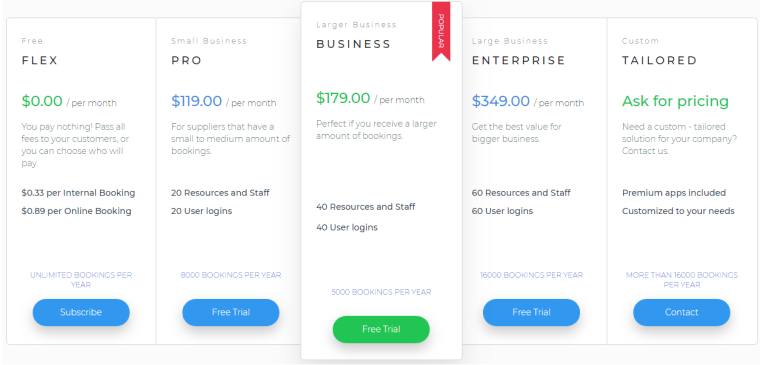 Free
FLEX
$0.00 / per month
You pay nothing! Pass all
fees to your customers, or
you can choose who will
pay.
$0.33 per Internal Booking
$0.89 per Online Booking
UNLIMITED BOOKINGS PER
YEAR
Subscribe
Small Business
PRO
$119.00 / per month
For suppliers that have a
small to medium amount of
bookings.
20 Resources and Staff
20 User logins
8000 BOOKINGS PER YEAR
Free Trial
POPULAR
Larger Business
BUSINESS
$179.00 / per month
Perfect if you receive a larger
amount of bookings.
40 Resources and Staff
40 User logins
5000 BOOKINGS PER YEAR
Free Trial
Large Business
ENTERPRISE
$349.00 / per month
Get the best value for
bigger business.
60 Resources and Staff
60 User logins
16000 BOOKINGS PER YEAR
Free Trial
Custom
TAILORED
Ask for pricing
Need a custom - tailored
solution for your company?
Contact us.
Premium apps included
Customized to your needs
MORE THAN 16000 BOOKINGS
PER YEAR
Contact